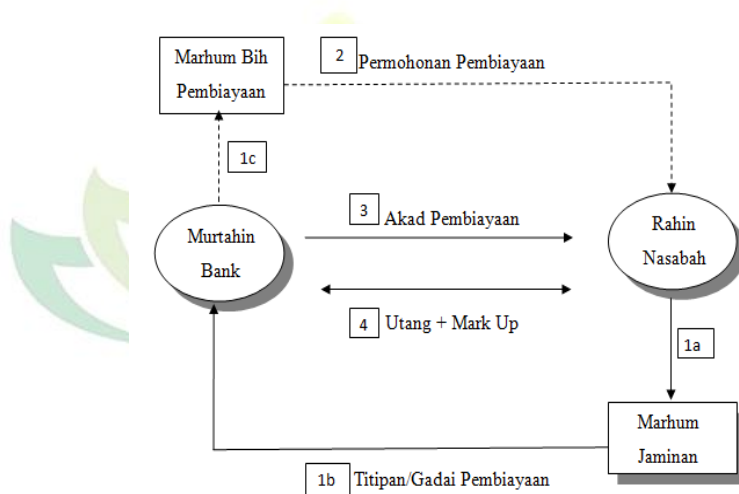 Marhum Bih
Pembiayaan
2
Permohonan Pembiayaan
1c
3
Akad Pembiayaan
Murtahin
Bank
Rahin
Nasabah
4
Utang + Mark Up
1a
Marhum
Jaminan
1b
Titipan/Gadai Pembiayaan